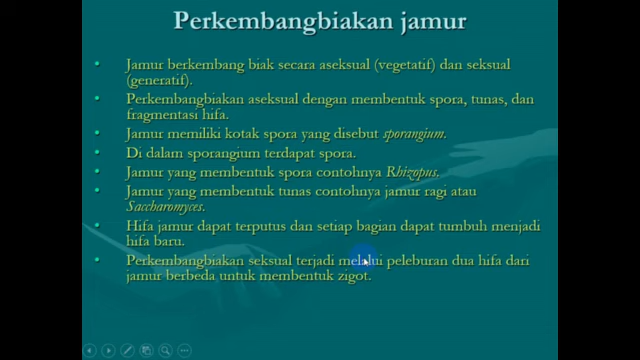 Perkembangbiakan jamur
• Jamur berkembang biak secara aseksual (vegetatif) dan seksual
(generatif).
• Perkembangbiakan aseksual dengan membentuk spora, tunas, dan
fragmentasi hifa.
• Jamur memiliki kotak spora yang disebut sporangium.
• Di dalam sporangium terdapat spora.
• Jamur yang membentuk spora contohnya Rhizopus.
• Jamur yang membentuk tunas contohnya jamur ragi atau
Saccharomyces.
• Hifa jamur dapat terputus dan setiap bagian dapat tumbuh menjadi
hifa baru.
• Perkembangbiakan seksual terjadi melalui peleburan dua hifa dari
jamur berbeda untuk membentuk zigot.